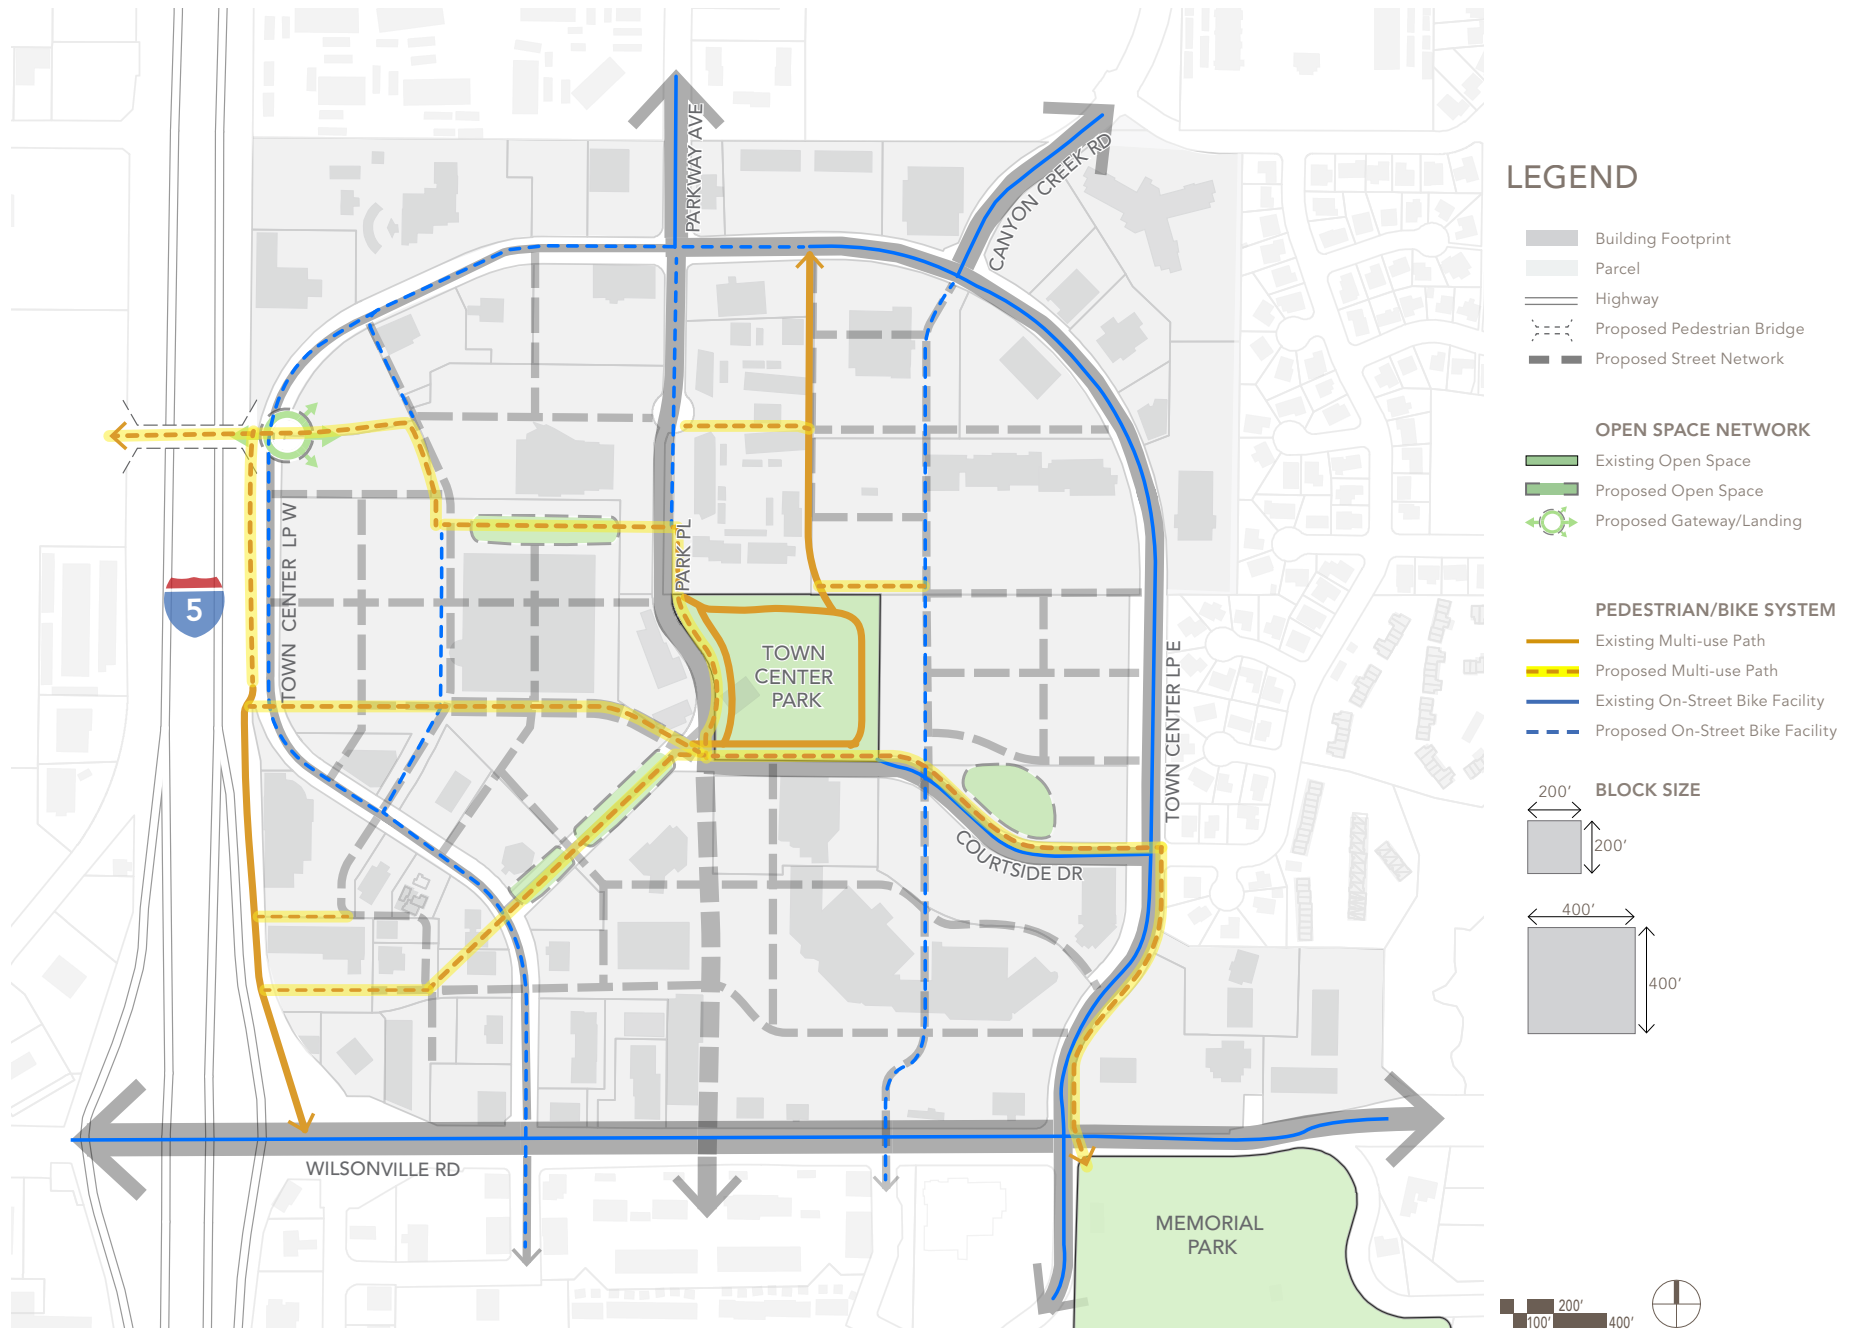 PARKWAY AVE
CANYON CREEK RD
TOWN CENTER LP W
PARK PL
5
TOWN
CENTER
PARK
TOWN CENTER LP E
COURTSIDE DR
WILSONVILLE RD
MEMORIAL
PARK
LEGEND
Building Footprint
Parcel
Highway
Proposed Pedestrian Bridge
Proposed Street Network
OPEN SPACE NETWORK
Existing Open Space
Proposed Open Space
Proposed Gateway/Landing
PEDESTRIAN/BIKE SYSTEM
Existing Multi-use Path
Proposed Multi-use Path
Existing On-Street Bike Facility
Proposed On-Street Bike Facility
BLOCK SIZE
200'
200'
400'
400'
200'
100'
400'